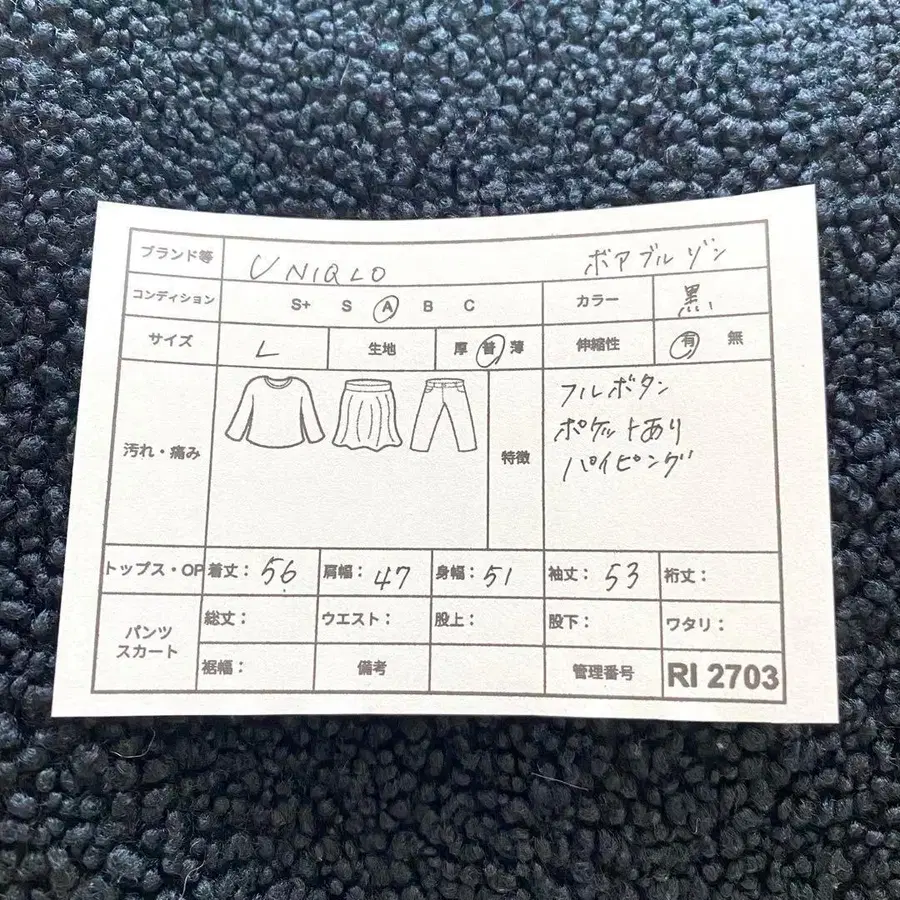 ブランド等 UNIQLO ボアブルゾン
コンディション S+ S A B C カラー 黒
サイズ L 生地 厚 普 薄 伸縮性 有 無
汚れ・痛み 特徴
フルボタン
ポケットあり
パイピング
トップス・OP 着丈：56 肩幅：47 身幅：51 袖丈：53 裄丈：
パンツ
スカート
総丈： ウエスト： 股上： 股下： ワタリ：
裾幅： 備考 管理番号 RI 2703